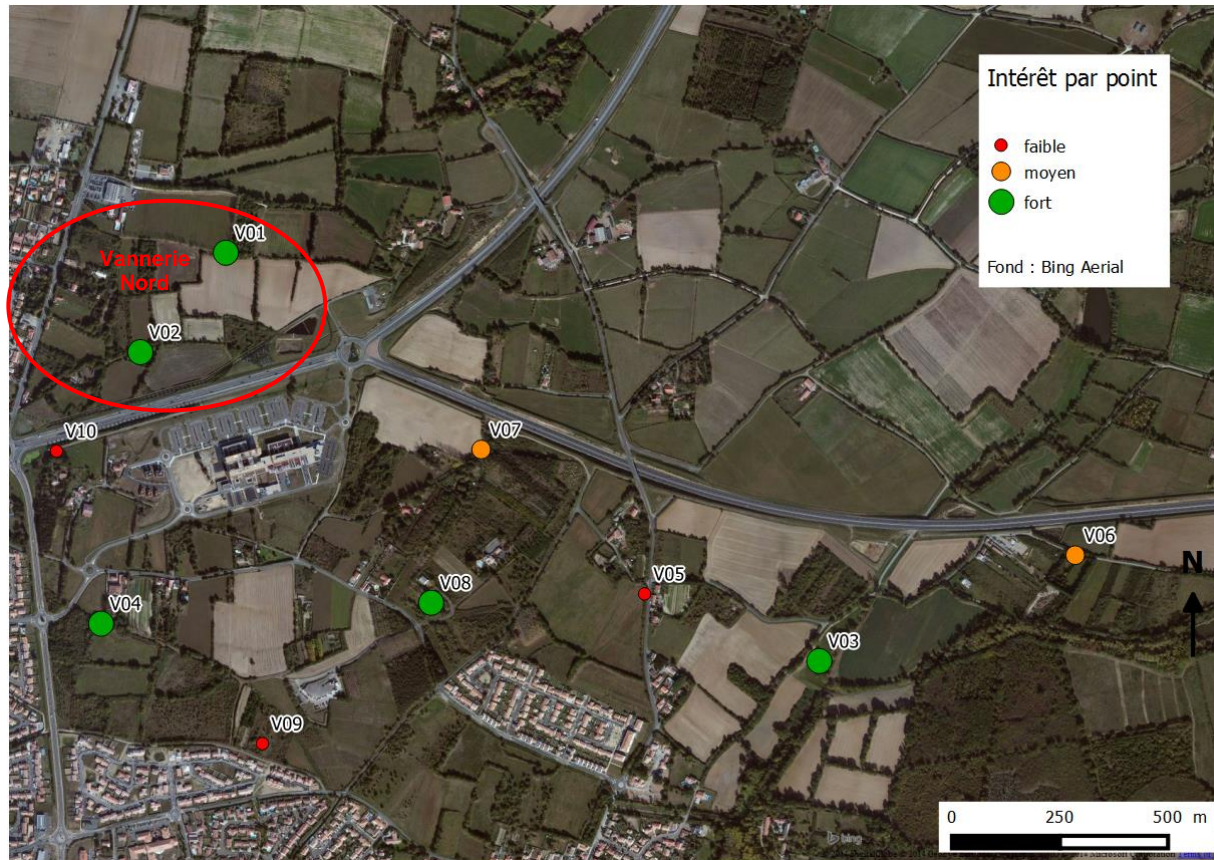 Intérêt par point
faible
moyen
fort
Fond : Bing Aerial
V01
Vannerie
Nord
V02
V10
V07
V06
N
V08
V05
V04
V03
V09
0 250 500 m
bing